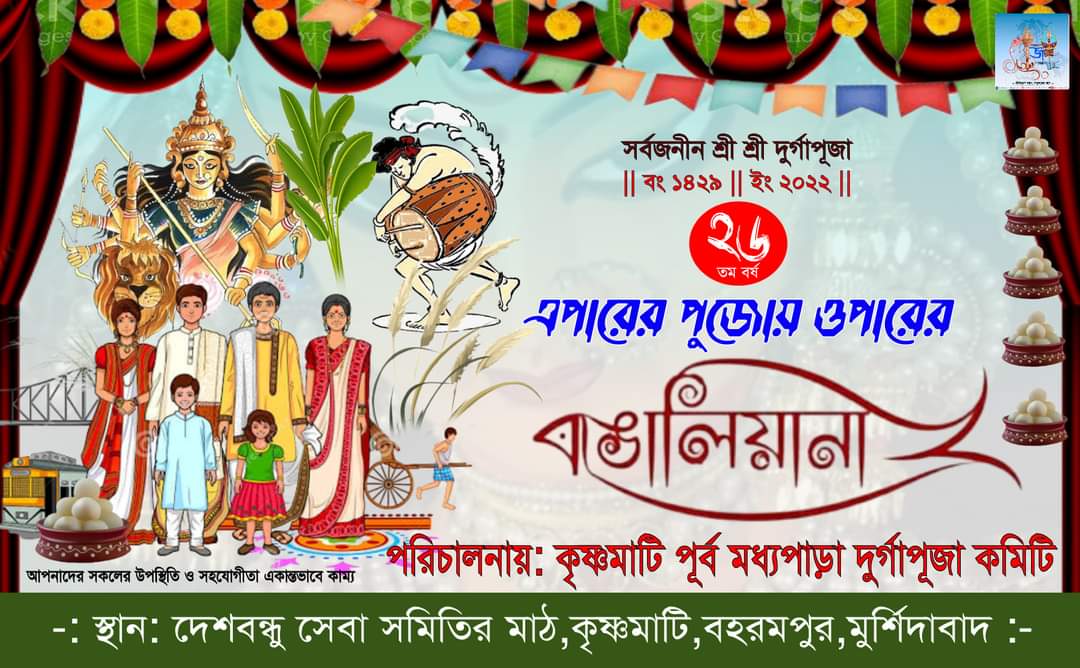 সর্বজনীন শ্রী শ্রী দুর্গাপূজা
|| বং ১৪২৯ || ইং ২০২২ ||
২৬
তম বর্ষ
এপারের পুজোয় ওপারের
বাঙালিয়ানা
পরিচালনায়: কৃষ্ণমাটি পূর্ব মধ্যপাড়া দুর্গাপূজা কমিটি
আপনাদের সকলের উপস্থিতি ও সহযোগীতা একান্তভাবে কাম্য
-: স্থান: দেশবন্ধু সেবা সমিতির মাঠ,কৃষ্ণমাটি,বহরমপুর,মুর্শিদাবাদ :-